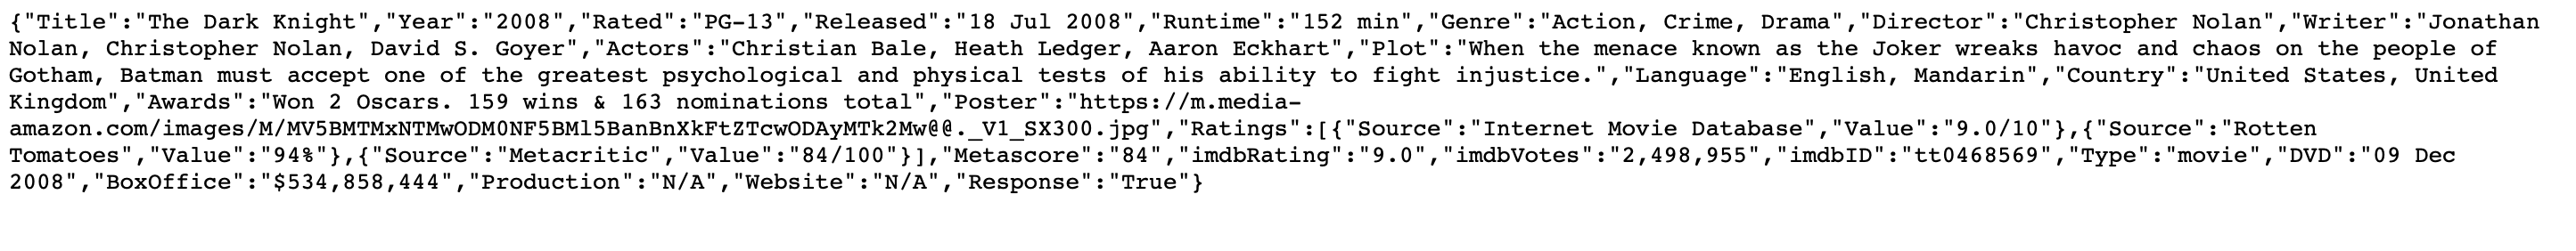 {"Title":"The Dark Knight","Year":"2008","Rated":"PG-13","Released":"18 Jul 2008","Runtime":"152 min","Genre":"Action, Crime, Drama","Director":"Christopher Nolan","Writer":"Jonathan
Nolan, Christopher Nolan, David S. Goyer","Actors":"Christian Bale, Heath Ledger, Aaron Eckhart","Plot":"When the menace known as the Joker wreaks havoc and chaos on the people of
Gotham, Batman must accept one of the greatest psychological and physical tests of his ability to fight injustice.","Language":"English, Mandarin","Country":"United States, United
Kingdom","Awards":"Won 2 Oscars. 159 wins & 163 nominations total","Poster":"https://m.media-
amazon.com/images/M/MV5BMTMxNTMwODM0NF5BMl5BanBnXkFtZTcwODAyMTk2Mw@@._V1_SX300.jpg","Ratings":[{"Source":"Internet Movie Database","Value":"9.0/10"},{"Source":"Rotten
Tomatoes","Value":"94%"},{"Source":"Metacritic","Value":"84/100"}],"Metascore":"84","imdbRating":"9.0","imdbVotes":"2,498,955","imdbID":"tt0468569","Type":"movie","DVD":"09 Dec
2008","BoxOffice":"$534,858,444","Production":"N/A","Website":"N/A","Response":"True"}